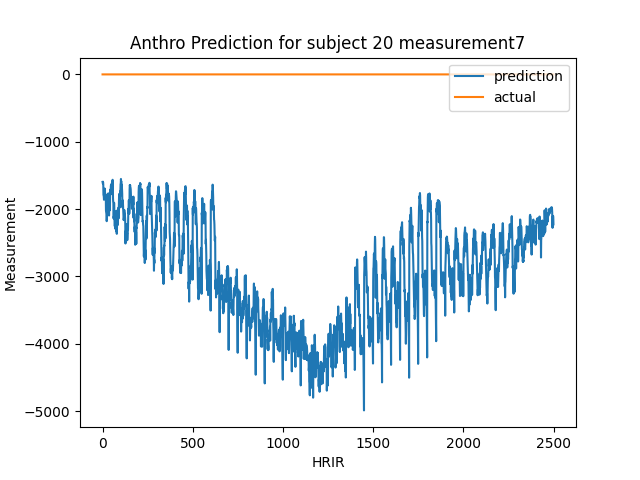 Anthro Prediction for subject 20 measurement7
prediction
actual
0
−1000
−2000
−3000
−4000
−5000
Measurement
0
500
1000
1500
2000
2500
HRIR